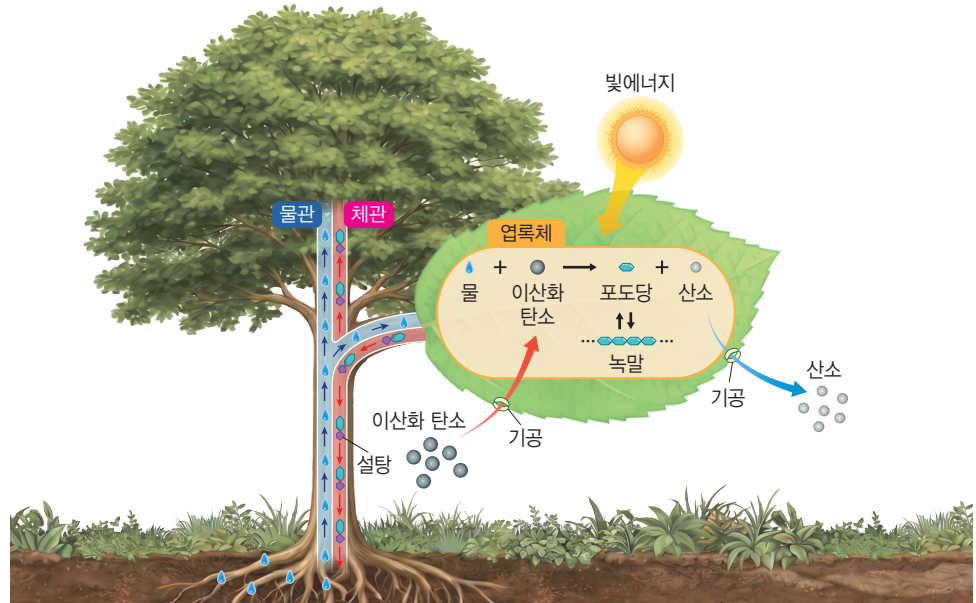 빛에너지
물관
체관
엽록체
+
+
물
이산화
탄소
포도당
산소
···
···
녹말
산소
기공
이산화 탄소
기공
설탕